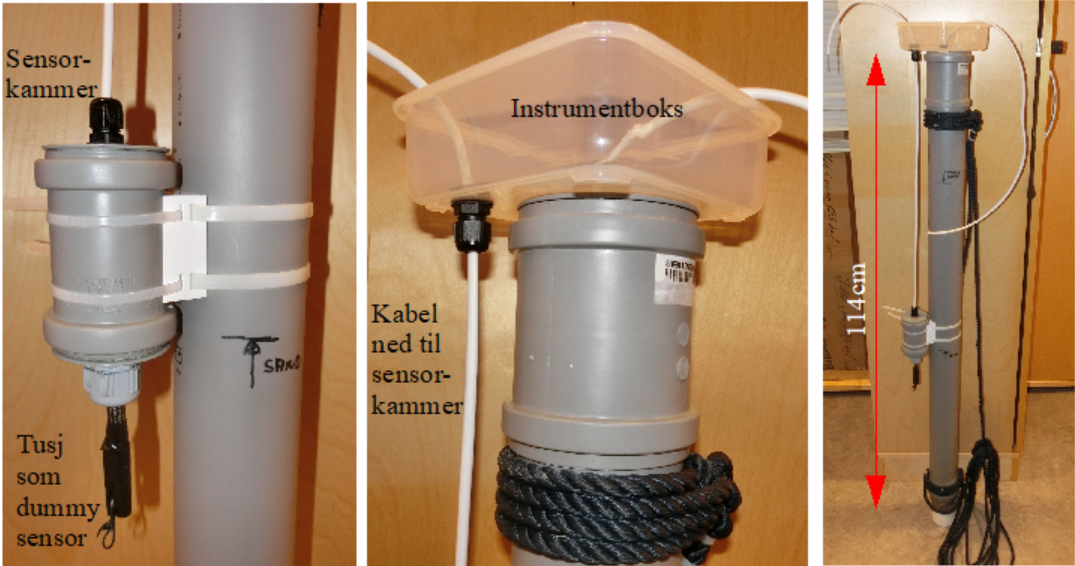 Sensor-
kammer
SAND
Tusj
som
dummy
sensor
Instrumentboks
Kabel
ned til
sensor-
kammer
114cm